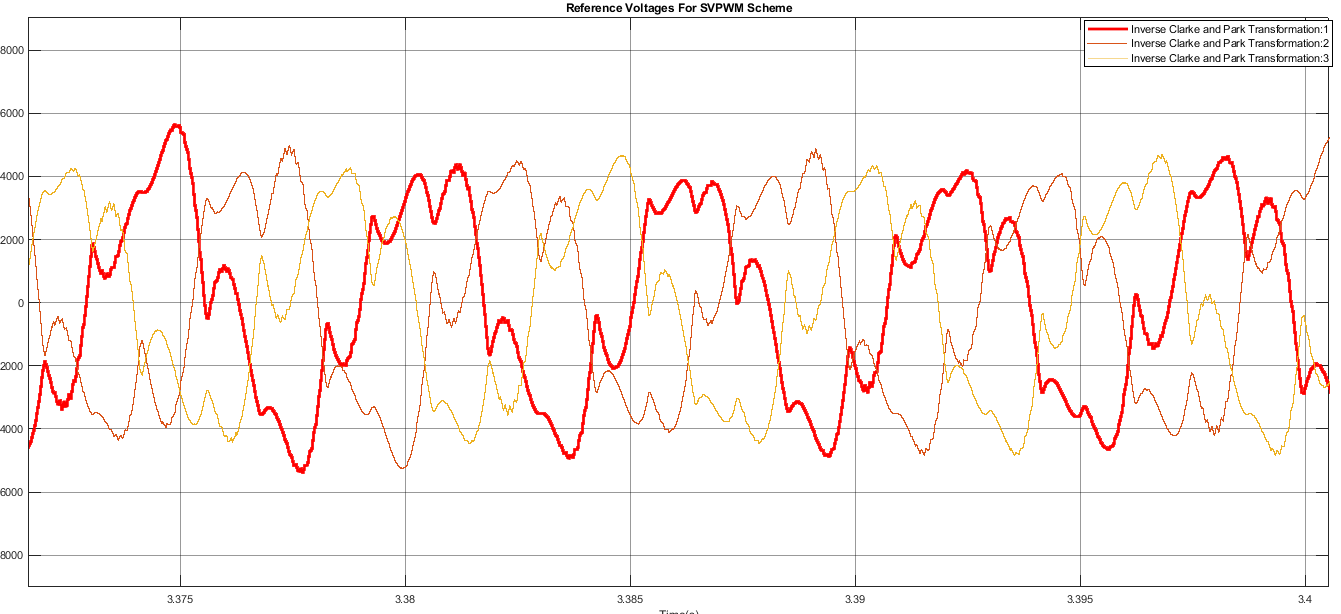 Reference Voltages For SVPWM Scheme
Inverse Clarke and Park Transformation:1
Inverse Clarke and Park Transformation:2
Inverse Clarke and Park Transformation:3
8000
6000
4000
2000
0
2000
4000
6000
8000
3.375 3.38 3.385 3.39 3.395 3.4
Time(s)